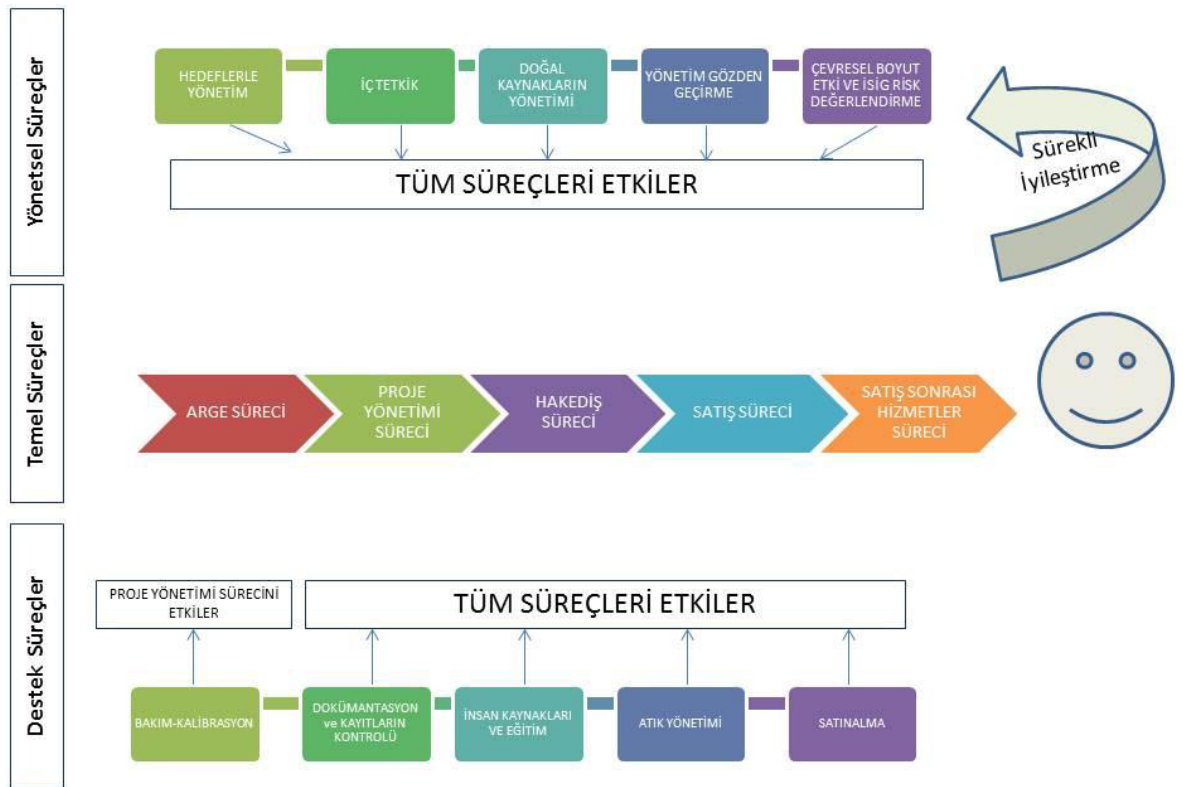 Yönetsel Süreçler
HEDEFLERLE
YÖNETİM
İÇ TETKİK
DOĞAL
KAYNAKLARIN
YÖNETİMİ
YÖNETİM GÖZDEN
GEÇİRME
ÇEVRESEL BOYUT
ETKİ VE ISIG RİSK
DEĞERLENDİRME
TÜM SÜREÇLERİ ETKİLER
Sürekli
İyileştirme
Temel Süreçler
ARGE SÜRECİ
PROJE
YÖNETİMİ
SÜRECİ
HAKEDİŞ
SÜRECİ
SATIŞ SÜRECİ
SATIŞ SONRASI
HİZMETLER
SÜRECİ
Destek Süreçler
PROJE YÖNETİMİ SÜRECİNİ
ETKİLER
TÜM SÜREÇLERİ ETKİLER
BAKIM-KALİBRASYON
DOKÜMANTASYON
ve KAYITLARIN
KONTROLÜ
İNSAN KAYNAKLARI
VE EĞİTİM
ATIK YÖNETİMİ
SATINALMA